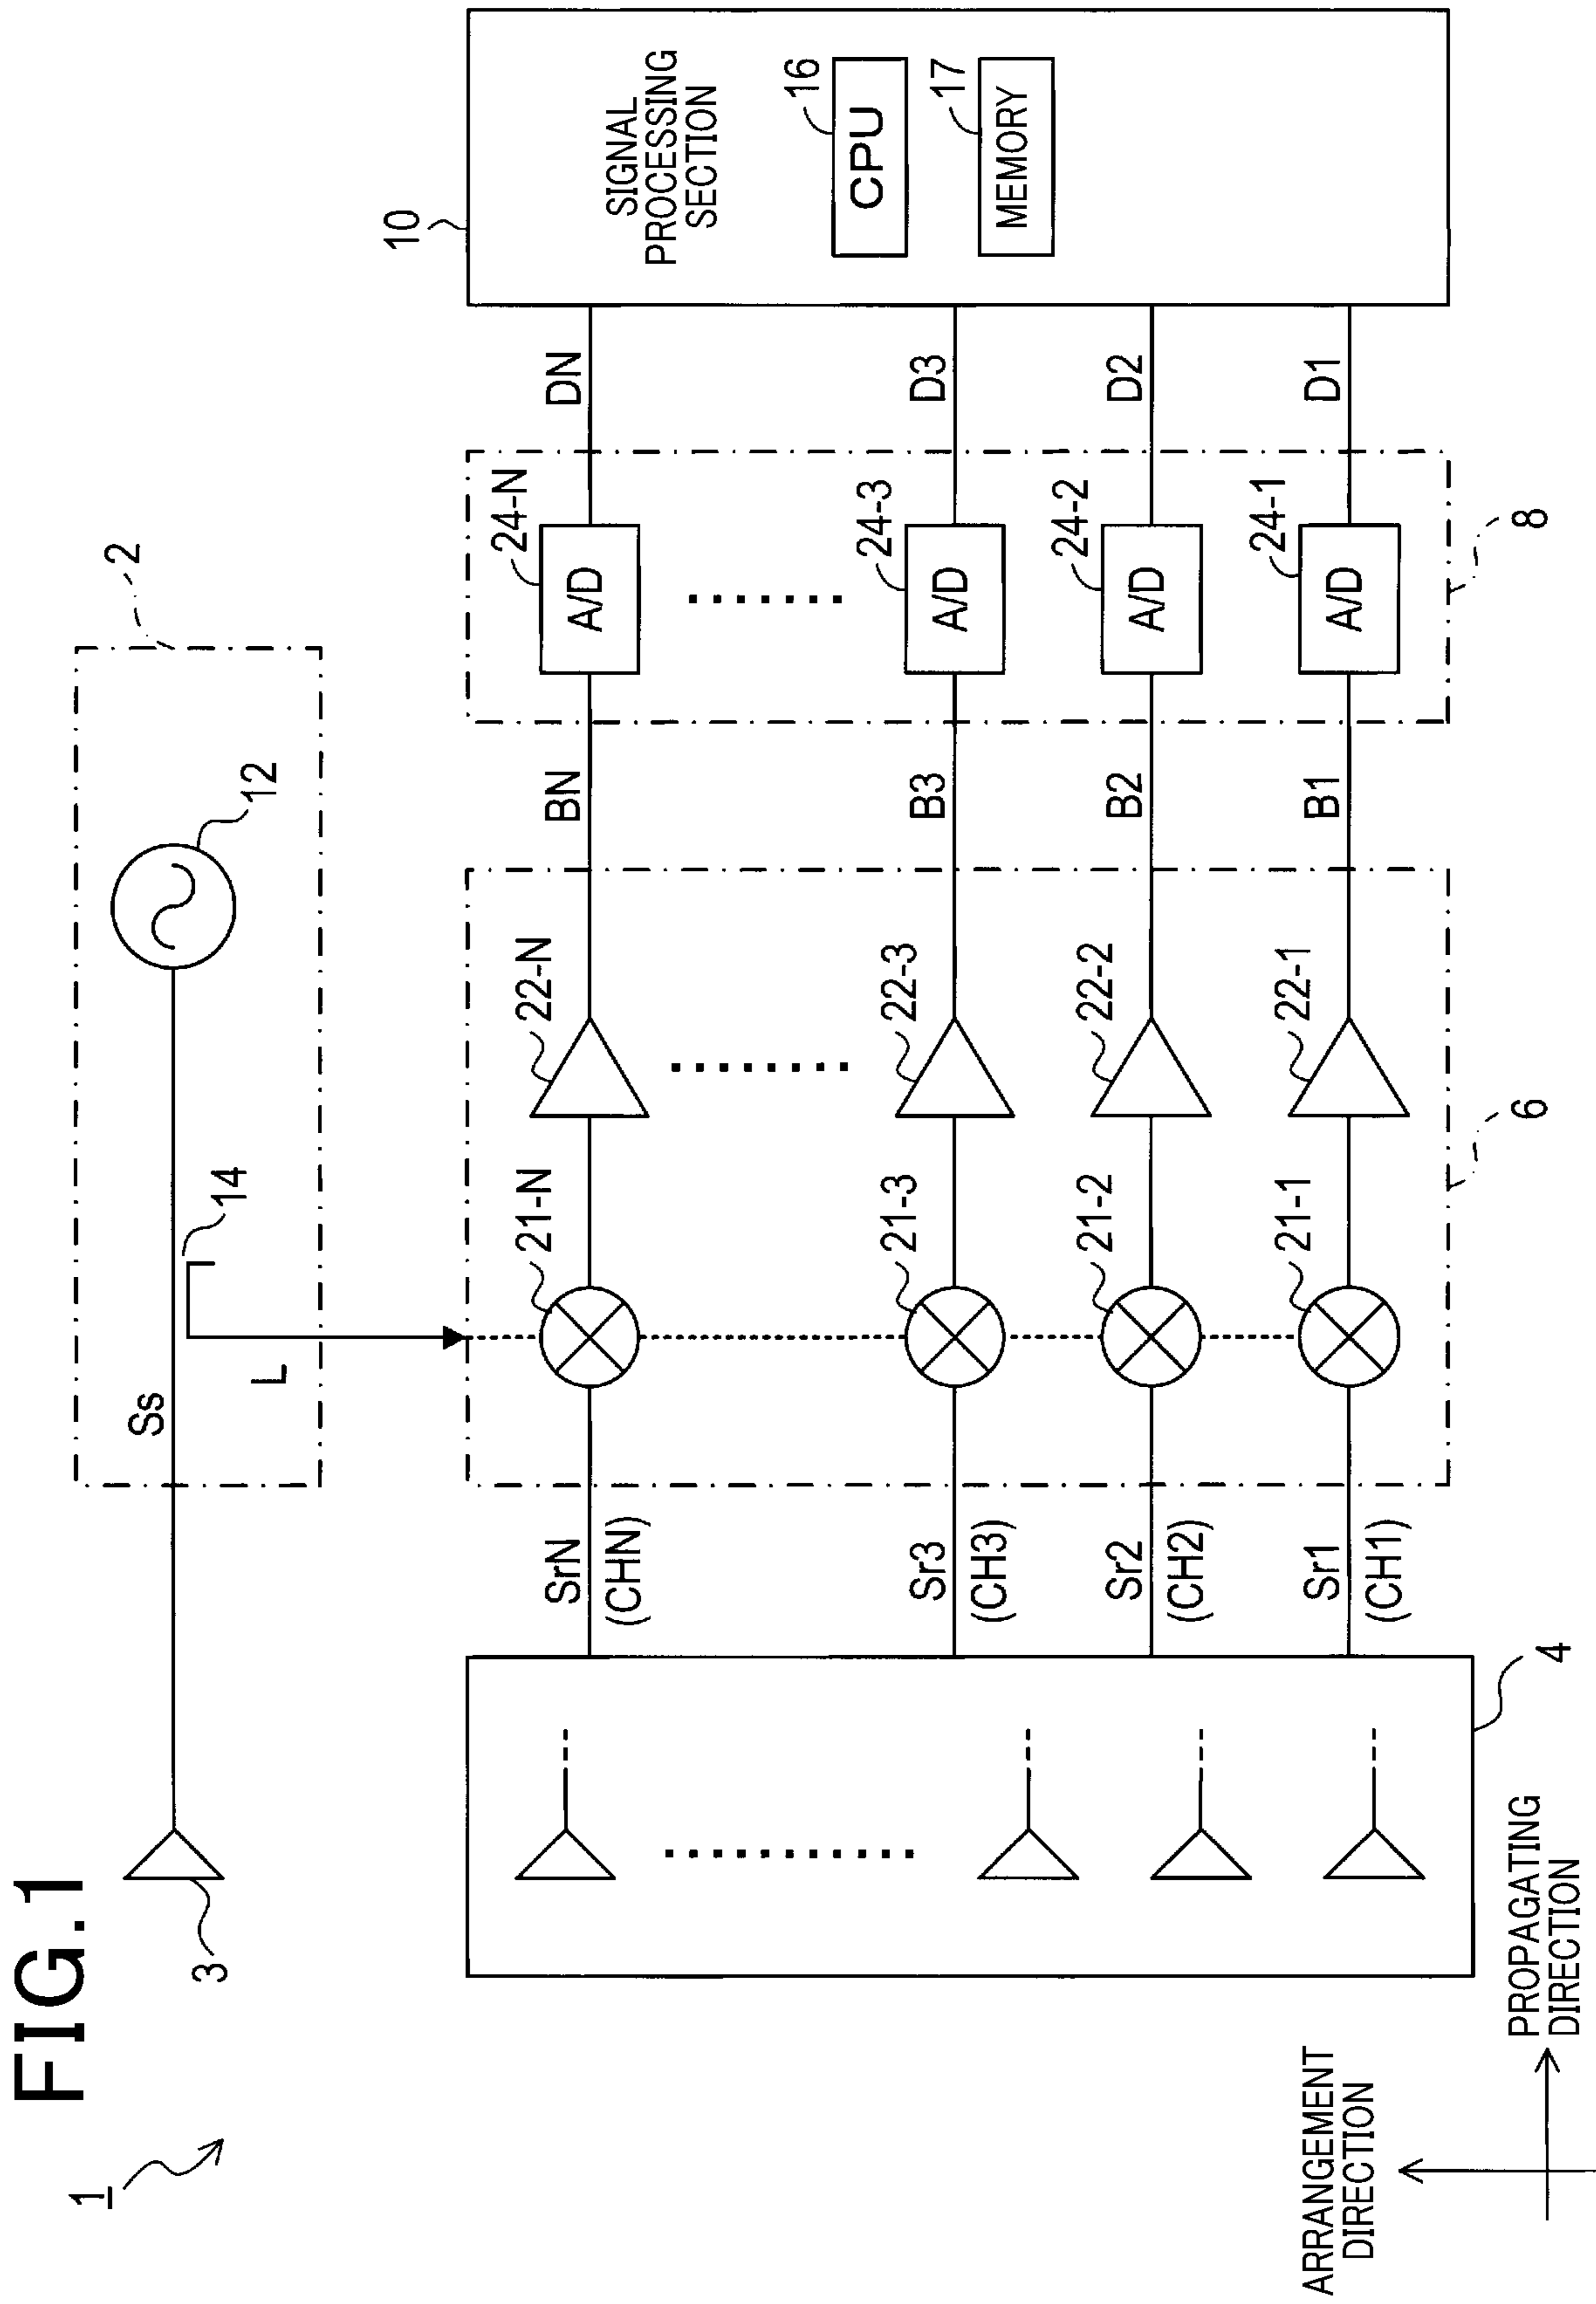 FIG.1
1
2
3
Ss
14
12
L
10
SIGNAL
PROCESSING
SECTION
16
CPU
17
MEMORY
SrN
(CHN)
21-N
22-N
BN
24-N
A/D
DN
Sr3
(CH3)
21-3
22-3
B3
24-3
A/D
D3
Sr2
(CH2)
21-2
22-2
B2
24-2
A/D
D2
Sr1
(CH1)
21-1
22-1
B1
24-1
A/D
D1
4
6
8
ARRANGEMENT
DIRECTION
PROPAGATING
DIRECTION